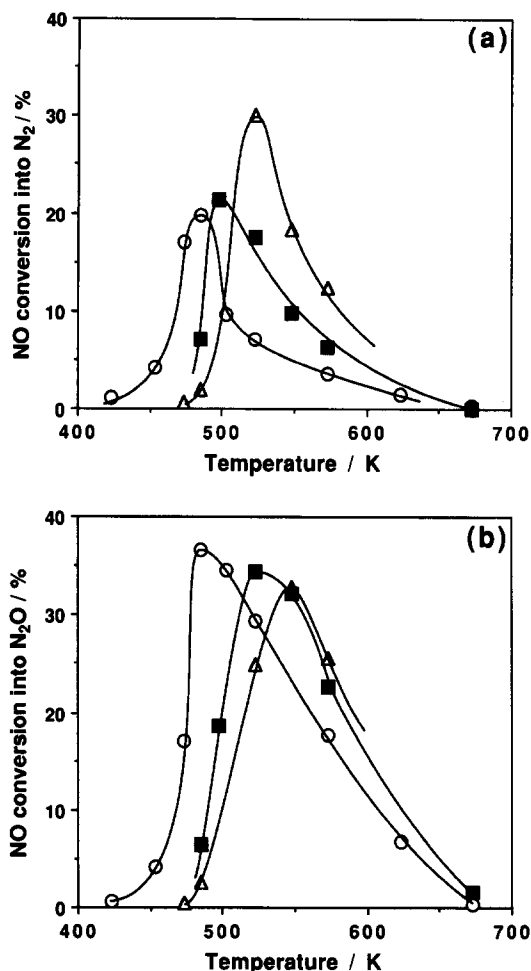 (a)
NO conversion into N₂ / %
40
30
20
10
0
400 500 600 700
Temperature / K
(b)
NO conversion into N₂O / %
40
30
20
10
0
400 500 600 700
Temperature / K